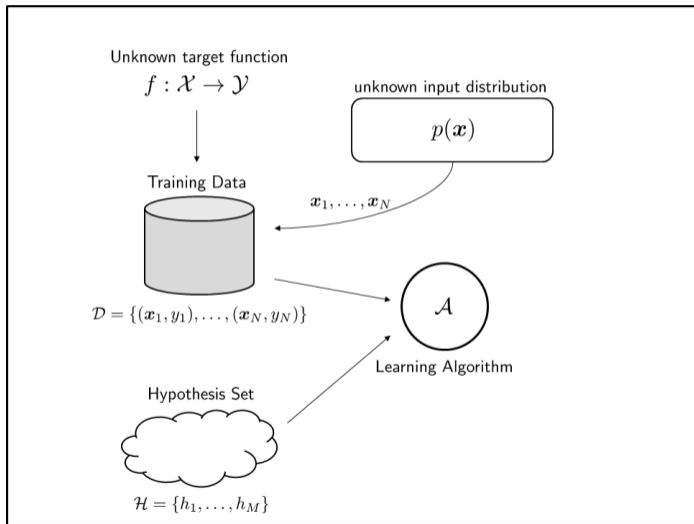 Unknown target function
f : 𝒳 → 𝒴
unknown input distribution
p(𝒙)
Training Data
𝒙₁, . . . , 𝒙_N
𝒟 = {(𝒙₁, y₁), . . . , (𝒙_N, y_N)}
𝒜
Learning Algorithm
Hypothesis Set
ℋ = {h₁, . . . , h_M}